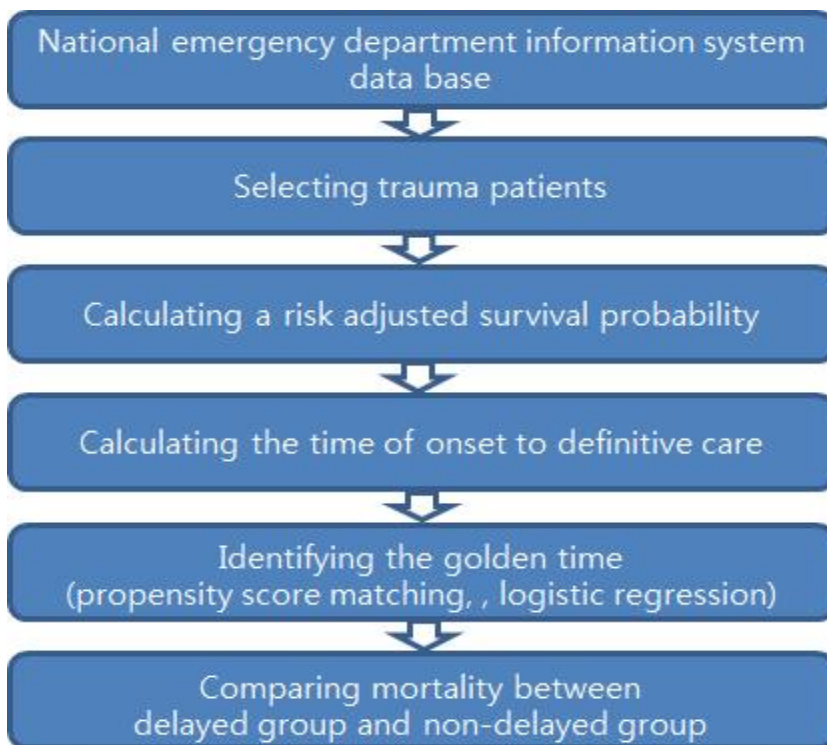 National emergency department information system
data base
Selecting trauma patients
Calculating a risk adjusted survival probability
Calculating the time of onset to definitive care
Identifying the golden time
(propensity score matching, , logistic regression)
Comparing mortality between
delayed group and non-delayed group